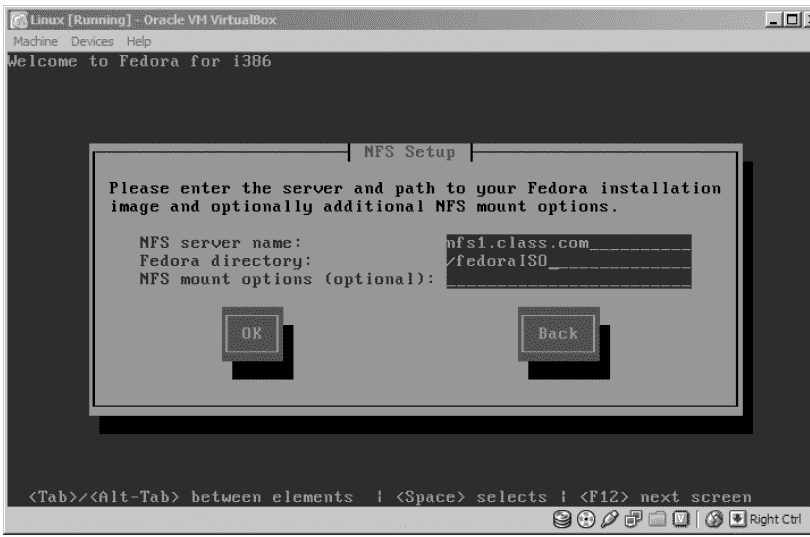 Linux [Running] - Oracle VM VirtualBox
Machine Devices Help
Welcome to Fedora for i386
NFS Setup
Please enter the server and path to your Fedora installation
image and optionally additional NFS mount options.
NFS server name: nfs1.class.com__________
Fedora directory: /fedoraISO_______________
NFS mount options (optional): ________________________
OK Back
<Tab>/<Alt-Tab> between elements | <Space> selects | <F12> next screen
Right Ctrl